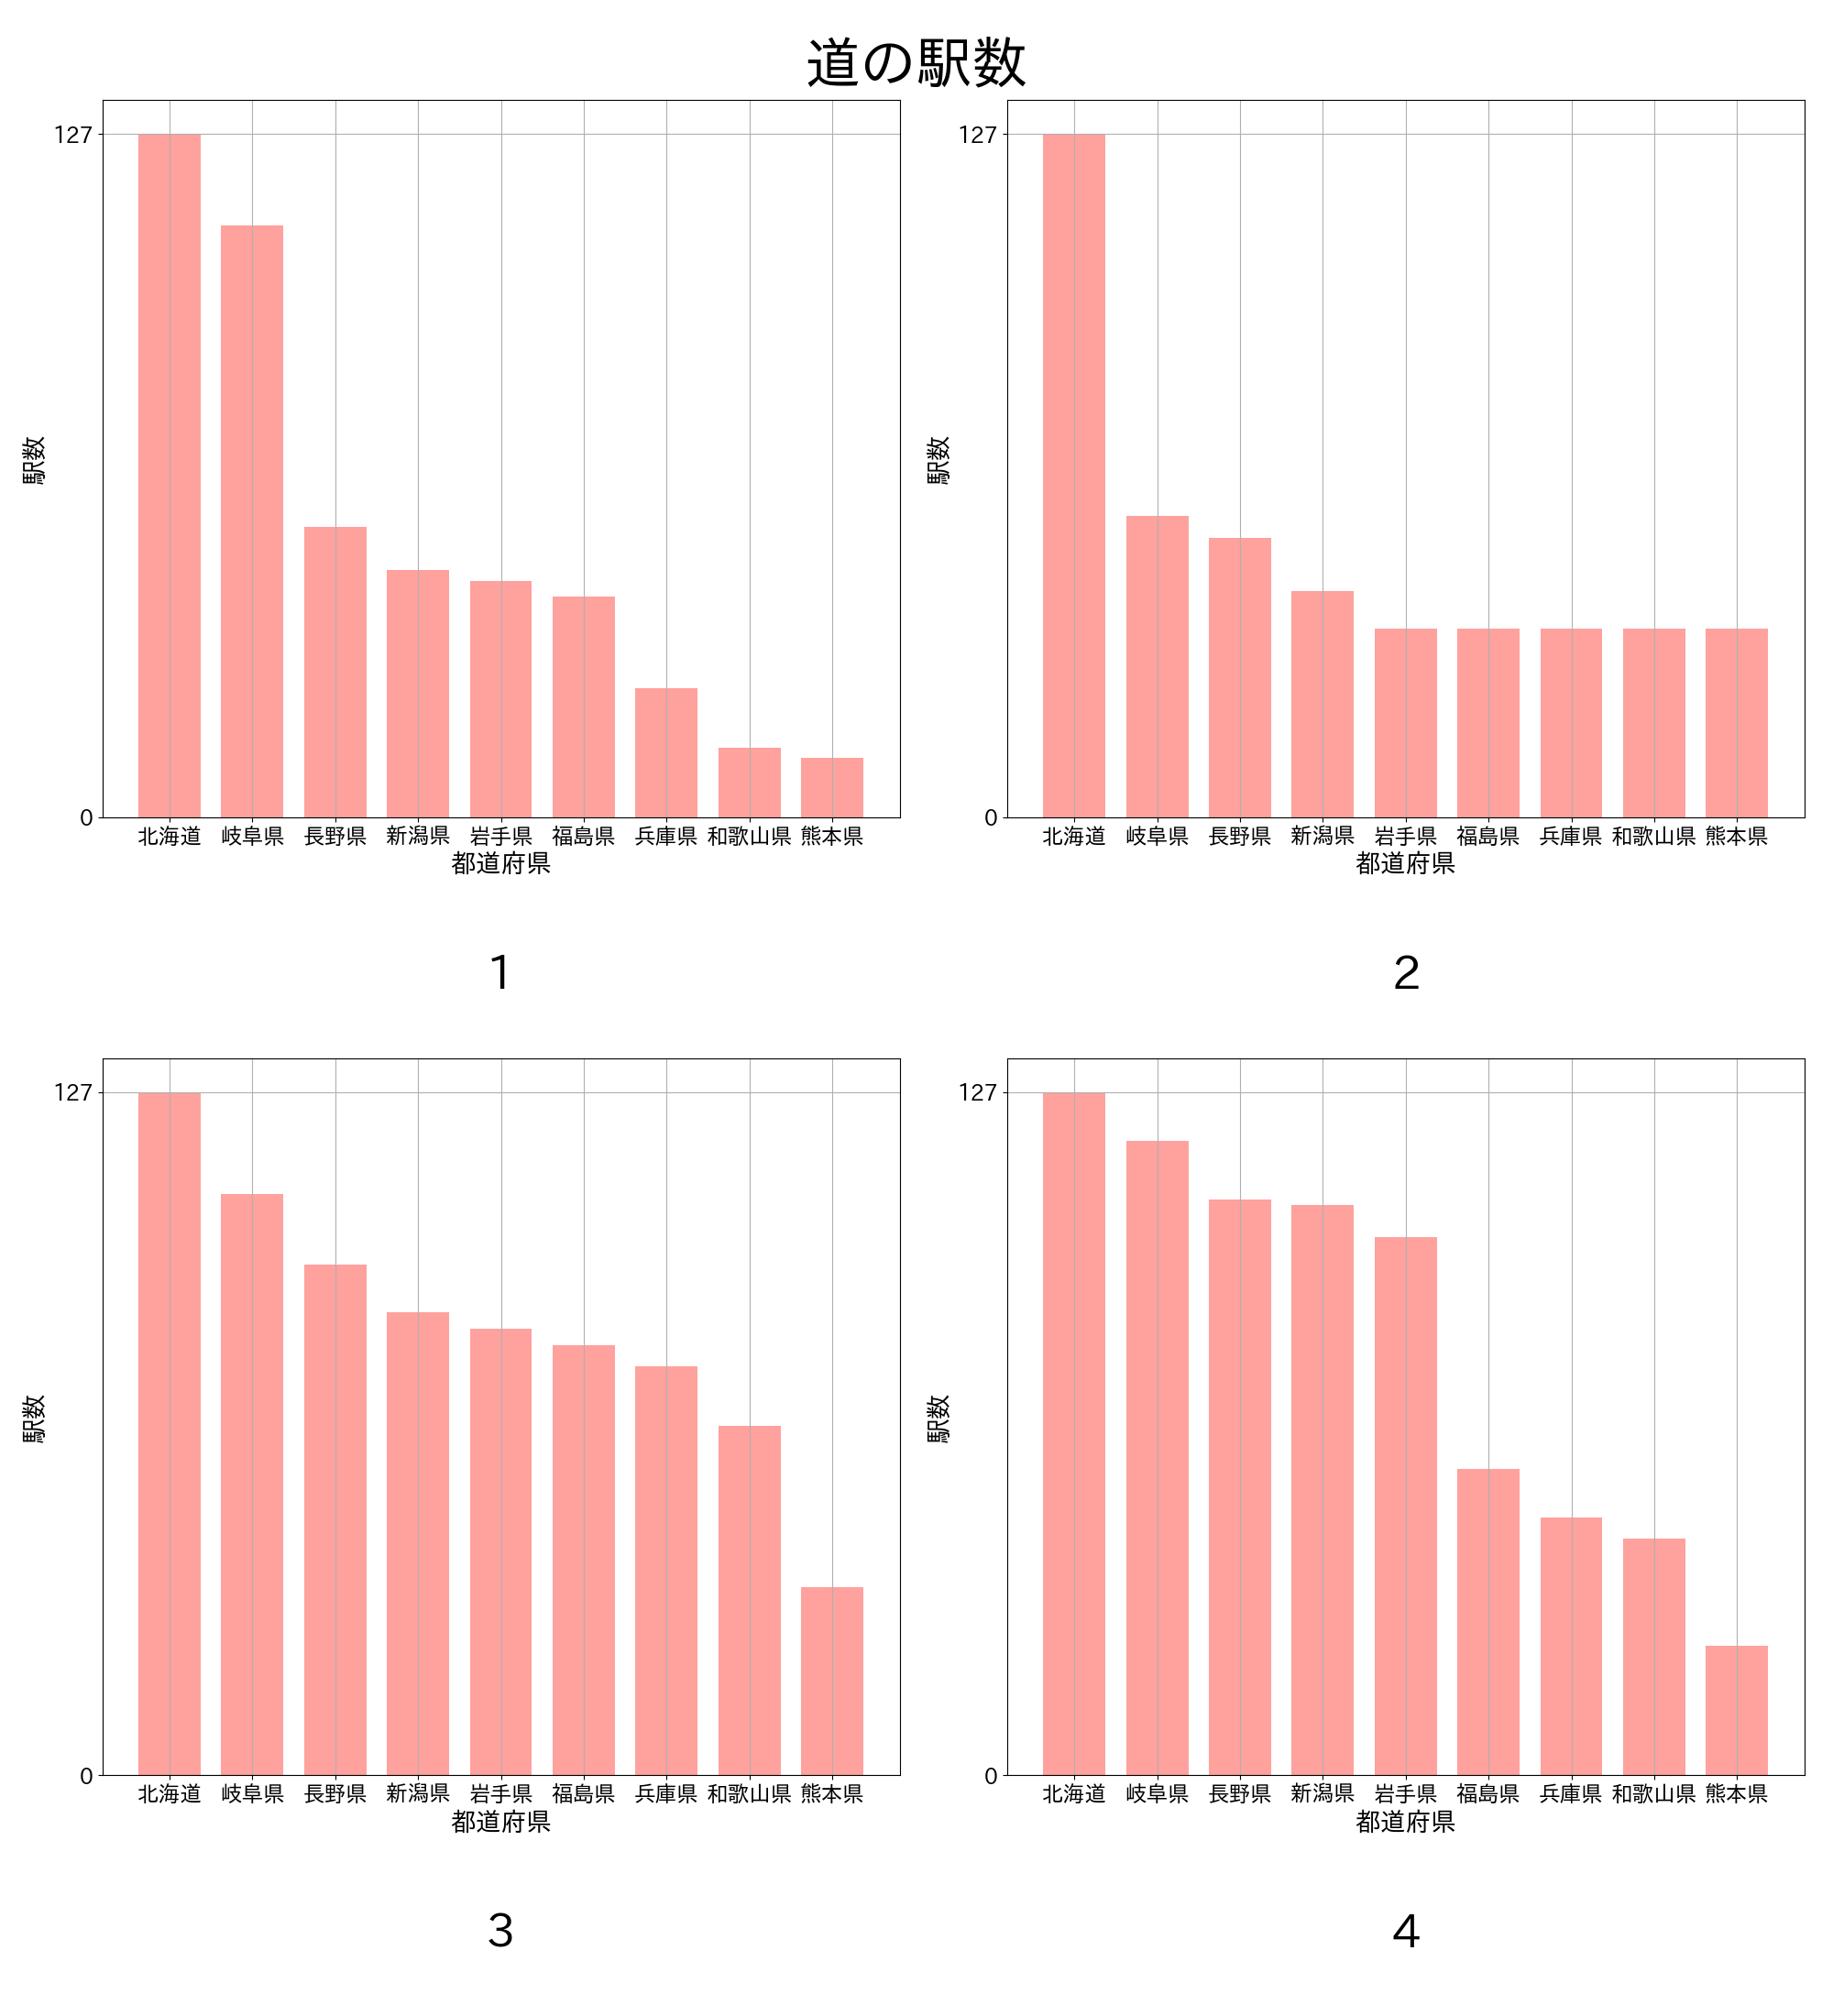 道の駅数
127
0
駅数
北海道 岐阜県 長野県 新潟県 岩手県 福島県 兵庫県 和歌山県 熊本県
都道府県
1
127
0
駅数
北海道 岐阜県 長野県 新潟県 岩手県 福島県 兵庫県 和歌山県 熊本県
都道府県
2
127
0
駅数
北海道 岐阜県 長野県 新潟県 岩手県 福島県 兵庫県 和歌山県 熊本県
都道府県
3
127
0
駅数
北海道 岐阜県 長野県 新潟県 岩手県 福島県 兵庫県 和歌山県 熊本県
都道府県
4